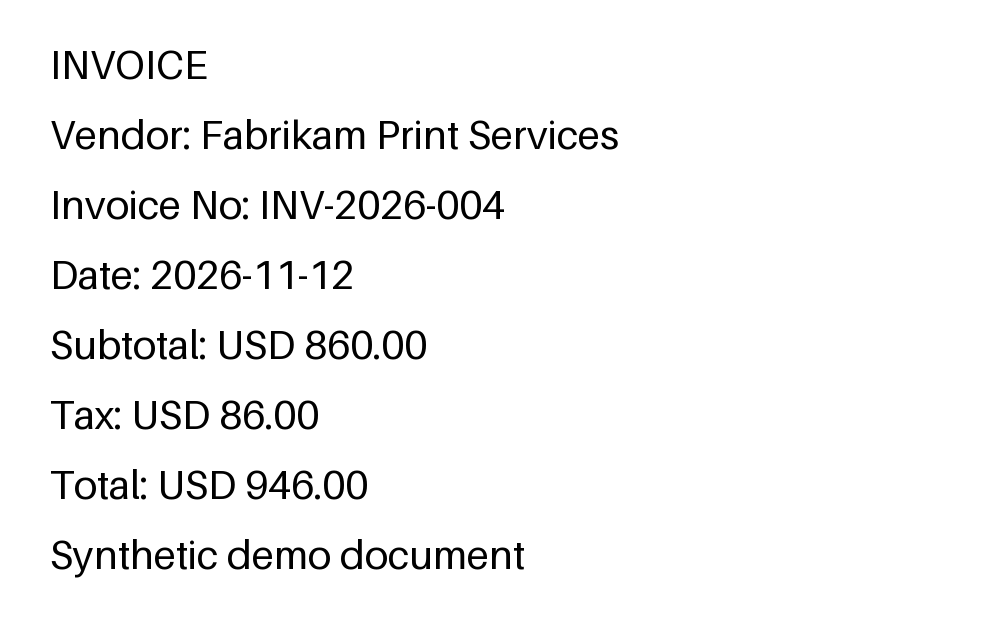 INVOICE
Vendor: Fabrikam Print Services
Invoice No: INV-2026-004
Date: 2026-11-12
Subtotal: USD 860.00
Tax: USD 86.00
Total: USD 946.00
Synthetic demo document